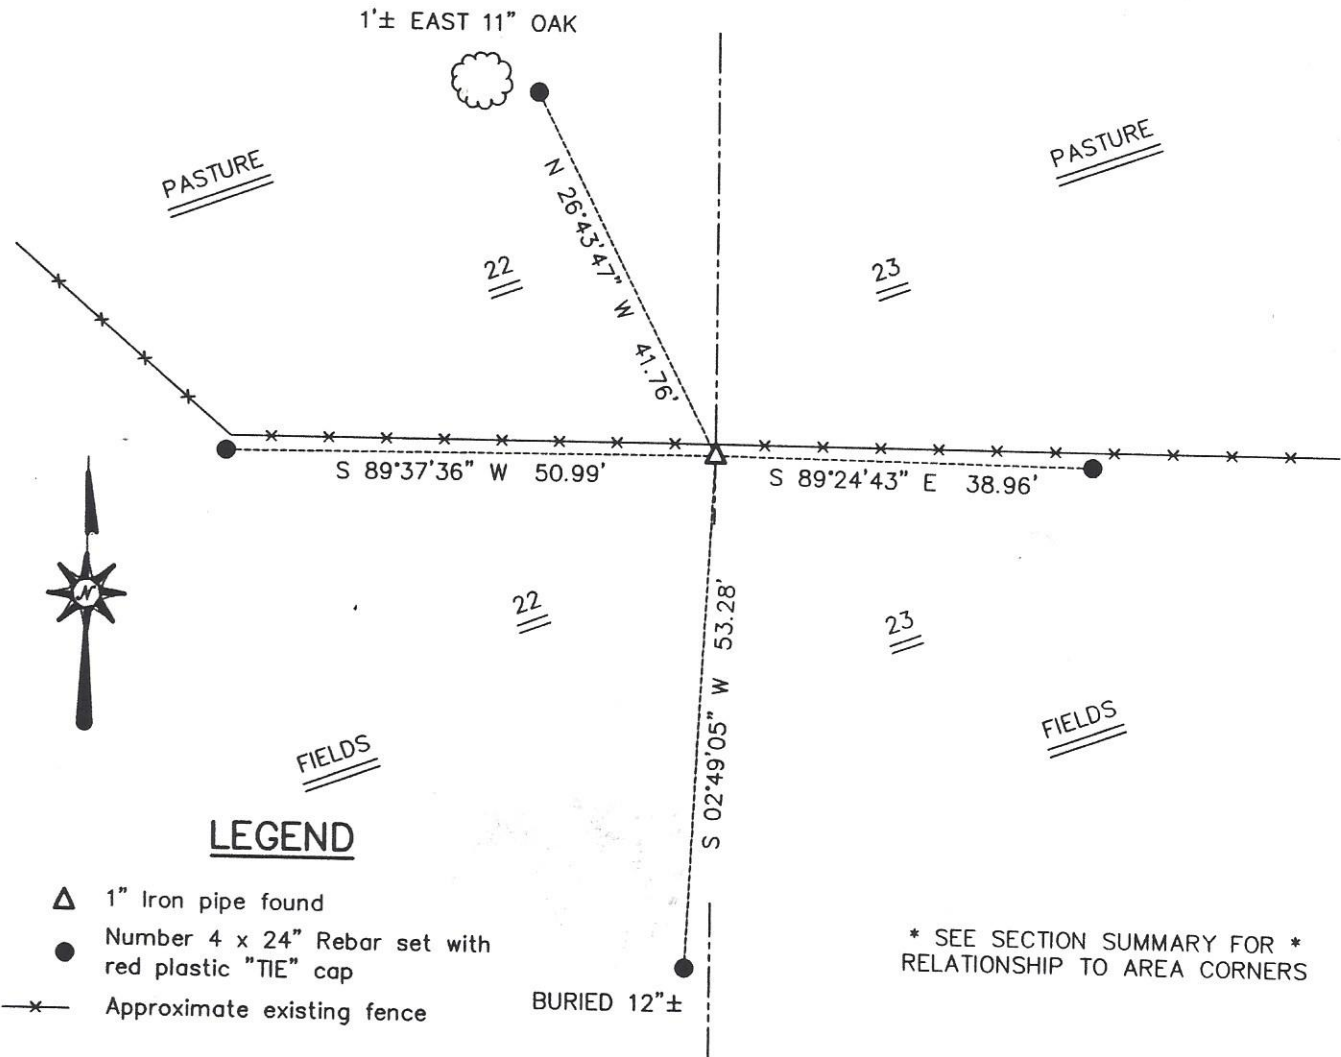 1'± EAST 11" OAK
PASTURE
PASTURE
N 26°43'47" W 41.76'
22
23
S 89°37'36" W 50.99'
S 89°24'43" E 38.96'
N
22
23
S 02°49'05" W 53.28'
FIELDS
FIELDS
LEGEND
1" Iron pipe found
Number 4 x 24" Rebar set with
red plastic "TIE" cap
Approximate existing fence
BURIED 12"±
* SEE SECTION SUMMARY FOR *
RELATIONSHIP TO AREA CORNERS